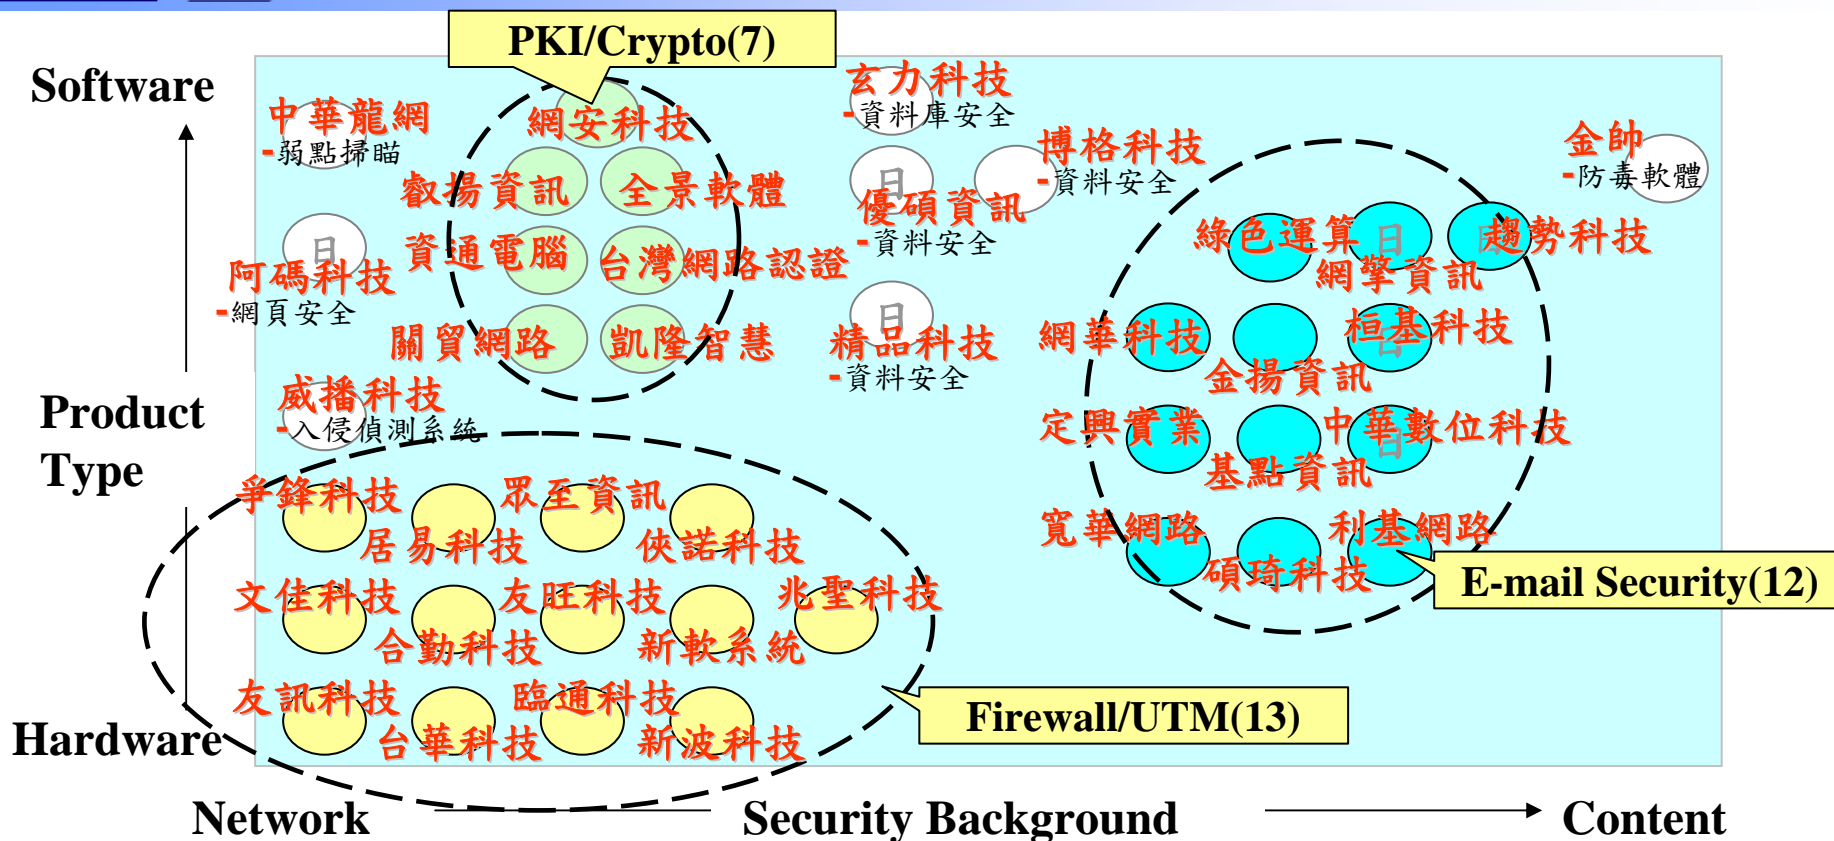 PKI/Crypto(7)
Software
中華龍網
-弱點掃瞄
網安科技
玄力科技
-資料庫安全
博格科技
-資料安全
金帥
-防毒軟體
叡揚資訊
全景軟體
日
優碩資訊
-資料安全
綠色運算
日
網擎資訊
日
趨勢科技
日
阿碼科技
-網頁安全
資通電腦
台灣網路認證
關貿網路
凱隆智慧
日
精品科技
-資料安全
網華科技
金揚資訊
日
桓基科技
Product
Type
威播科技
-入侵偵測系統
定興實業
基點資訊
日
中華數位科技
爭鋒科技
居易科技
眾至資訊
俠諾科技
寬華網路
碩琦科技
利基網路
E-mail Security(12)
文佳科技
合勤科技
友旺科技
新軟系統
兆聖科技
友訊科技
台華科技
臨通科技
新波科技
Firewall/UTM(13)
Hardware
Network
Security Background
Content